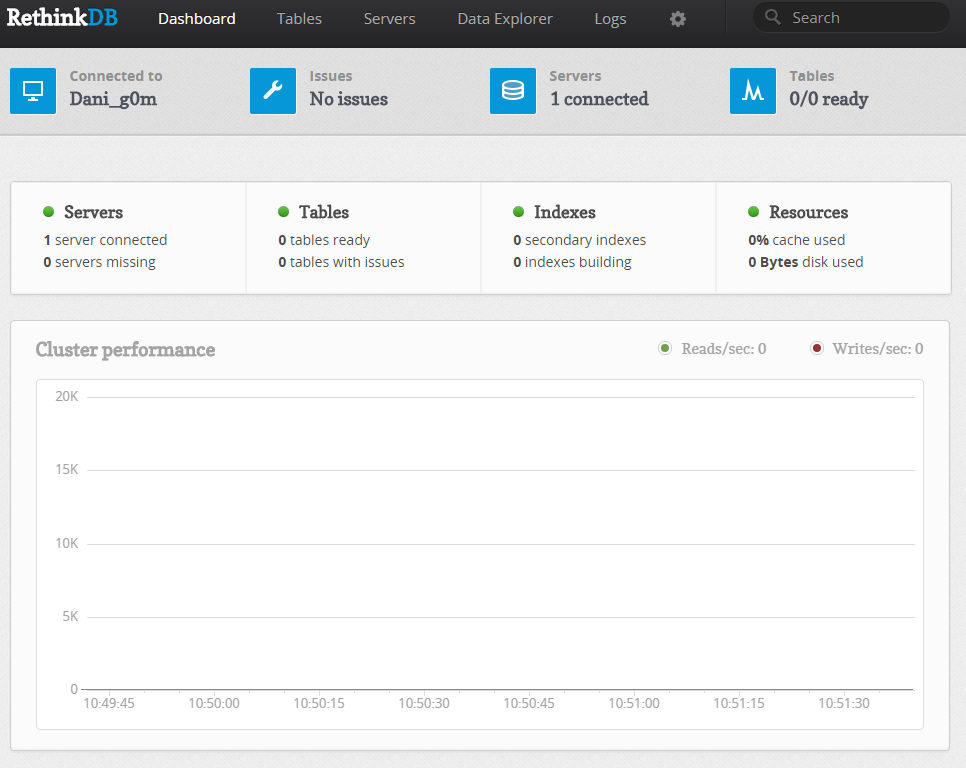 RethinkDB Dashboard Tables Servers Data Explorer Logs Search
Connected to Issues Servers Tables
Dani_g0m No issues 1 connected 0/0 ready
Servers Tables Indexes Resources
1 server connected 0 tables ready 0 secondary indexes 0% cache used
0 servers missing 0 tables with issues 0 indexes building 0 Bytes disk used
Cluster performance Reads/sec: 0 Writes/sec: 0
20K
15K
10K
5K
0
10:49:45 10:50:00 10:50:15 10:50:30 10:50:45 10:51:00 10:51:15 10:51:30